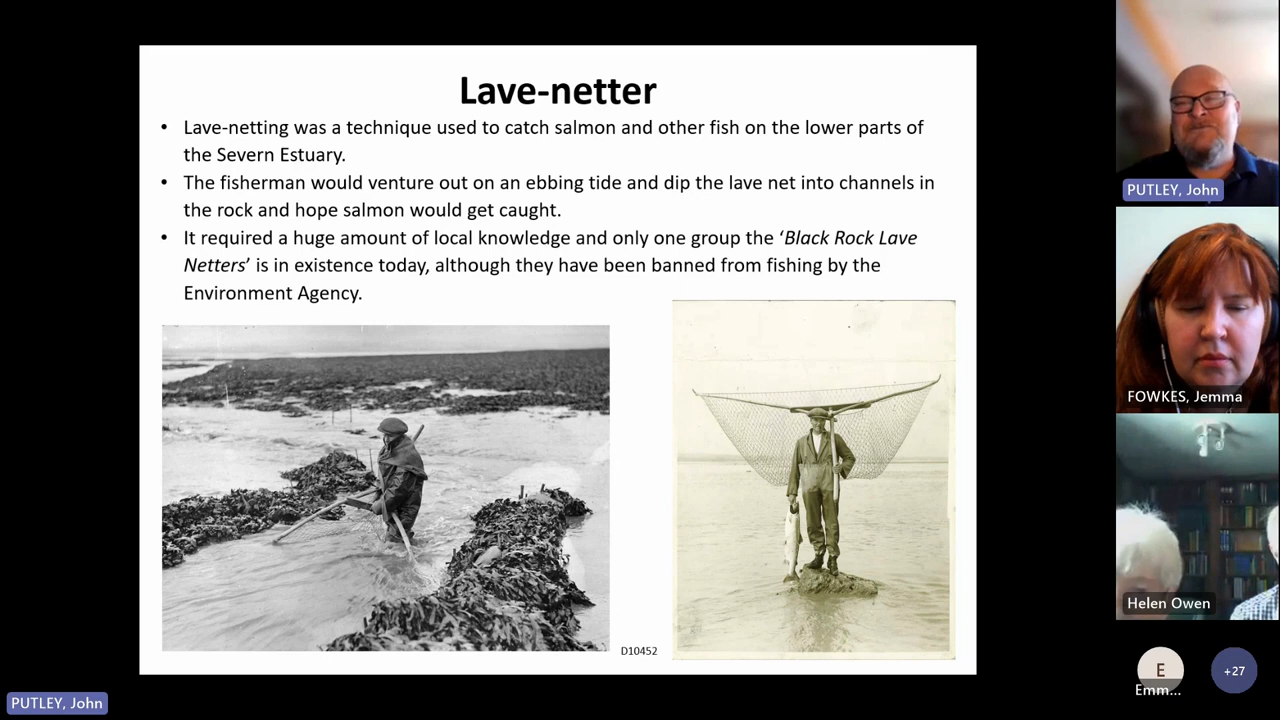 Lave-netter
• Lave-netting was a technique used to catch salmon and other fish on the lower parts of
the Severn Estuary.
• The fisherman would venture out on an ebbing tide and dip the lave net into channels in
the rock and hope salmon would get caught.
• It required a huge amount of local knowledge and only one group the ‘Black Rock Lave
Netters’ is in existence today, although they have been banned from fishing by the
Environment Agency.
D10452
PUTLEY, John
FOWKES, Jemma
Helen Owen
E
Emm...
+27
PUTLEY, John